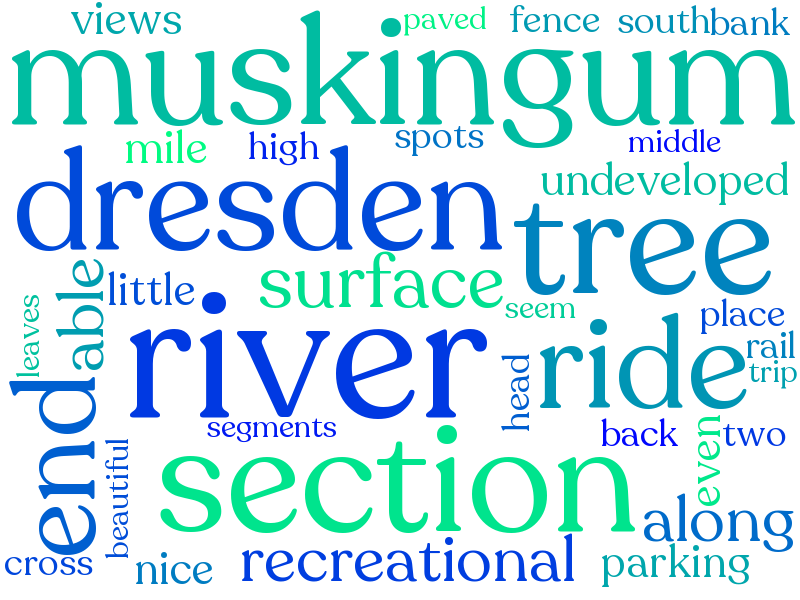 views
paved
fence
southbank
muskingum
mile
high
spots
middle
dresden
undeveloped
tree
able
little
surface
seem
leaves
river
place
ride
rail
trip
head
end
segments
back
even
two
beautiful
section
along
cross
nice
recreational
parking